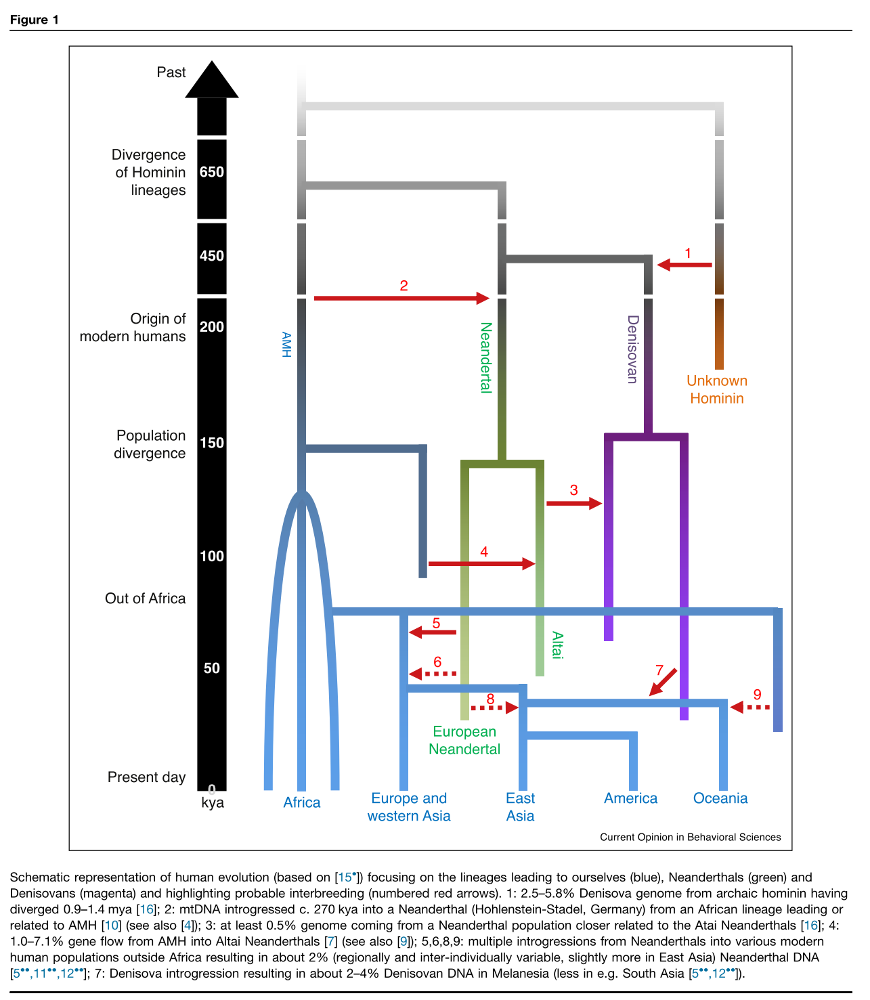 Figure 1
Past
Divergence
of Hominin
lineages
650
450
1
2
Origin of
modern humans
200
AMH
Neandertal
Denisovan
Unknown
Hominin
Population
divergence
150
3
100
4
Out of Africa
5
Altai
6
50
7
8
9
European
Neandertal
Present day
0
kya
Africa
Europe and
western Asia
East
Asia
America
Oceania
Current Opinion in Behavioral Sciences
Schematic representation of human evolution (based on [15•]) focusing on the lineages leading to ourselves (blue), Neanderthals (green) and
Denisovans (magenta) and highlighting probable interbreeding (numbered red arrows). 1: 2.5–5.8% Denisova genome from archaic hominin having
diverged 0.9–1.4 mya [16]; 2: mtDNA introgressed c. 270 kya into a Neanderthal (Hohlenstein-Stadel, Germany) from an African lineage leading or
related to AMH [10] (see also [4]); 3: at least 0.5% genome coming from a Neanderthal population closer related to the Atai Neanderthals [16]; 4:
1.0–7.1% gene flow from AMH into Altai Neanderthals [7] (see also [9]); 5,6,8,9: multiple introgressions from Neanderthals into various modern
human populations outside Africa resulting in about 2% (regionally and inter-individually variable, slightly more in East Asia) Neanderthal DNA
[5••,11••,12••]; 7: Denisova introgression resulting in about 2–4% Denisovan DNA in Melanesia (less in e.g. South Asia [5••,12••]).